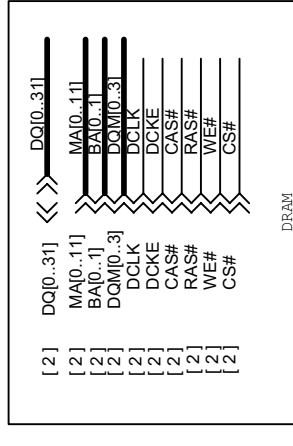 [ 2 ] DQ[0..31] DQ[0..31]
[ 2 ] MA[0..11] MA[0..11]
[ 2 ] BA[0..1] BA[0..1]
[ 2 ] DQM[0..3] DQM[0..3]
[ 2 ] DCLK DCLK
[ 2 ] DCKE DCKE
[ 2 ] CAS# CAS#
[ 2 ] RAS# RAS#
[ 2 ] WE# WE#
[ 2 ] CS# CS#
DRAM